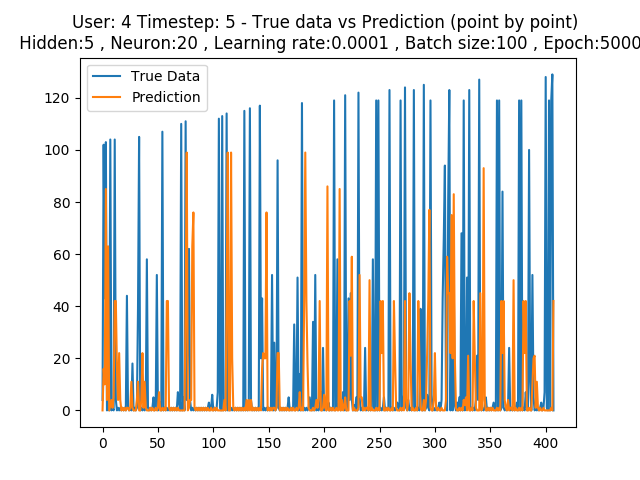 User: 4 Timestep: 5 - True data vs Prediction (point by point)
Hidden:5 , Neuron:20 , Learning rate:0.0001 , Batch size:100 , Epoch:5000
True Data
Prediction
120
100
80
60
40
20
0
0 50 100 150 200 250 300 350 400